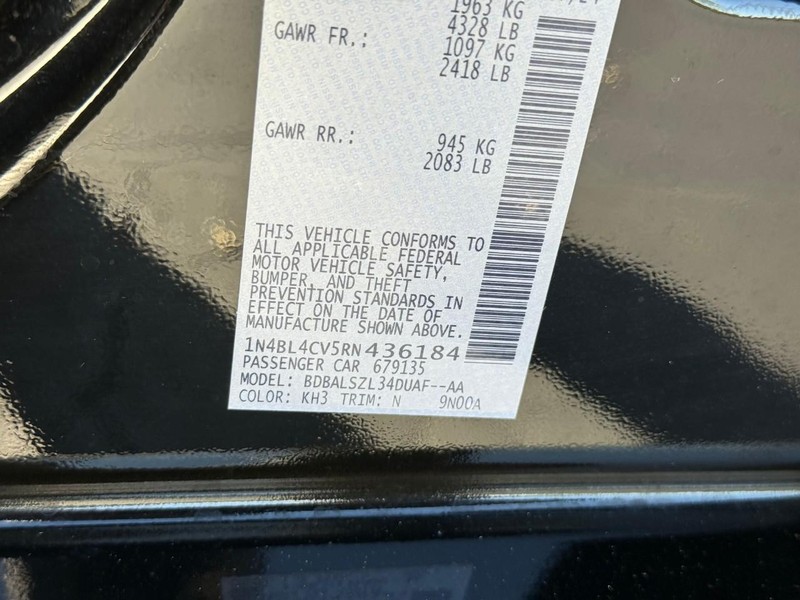 1963 KG
4328 LB
GAWR FR.: 1097 KG
2418 LB
GAWR RR.: 945 KG
2083 LB
THIS VEHICLE CONFORMS TO
ALL APPLICABLE FEDERAL
MOTOR VEHICLE SAFETY,
BUMPER, AND THEFT
PREVENTION STANDARDS IN
EFFECT ON THE DATE OF
MANUFACTURE SHOWN ABOVE.
1N4BL4CV5RN436184
PASSENGER CAR 679135
MODEL: BDBALSZL34DUAF--AA
COLOR: KH3 TRIM: N 9N00A